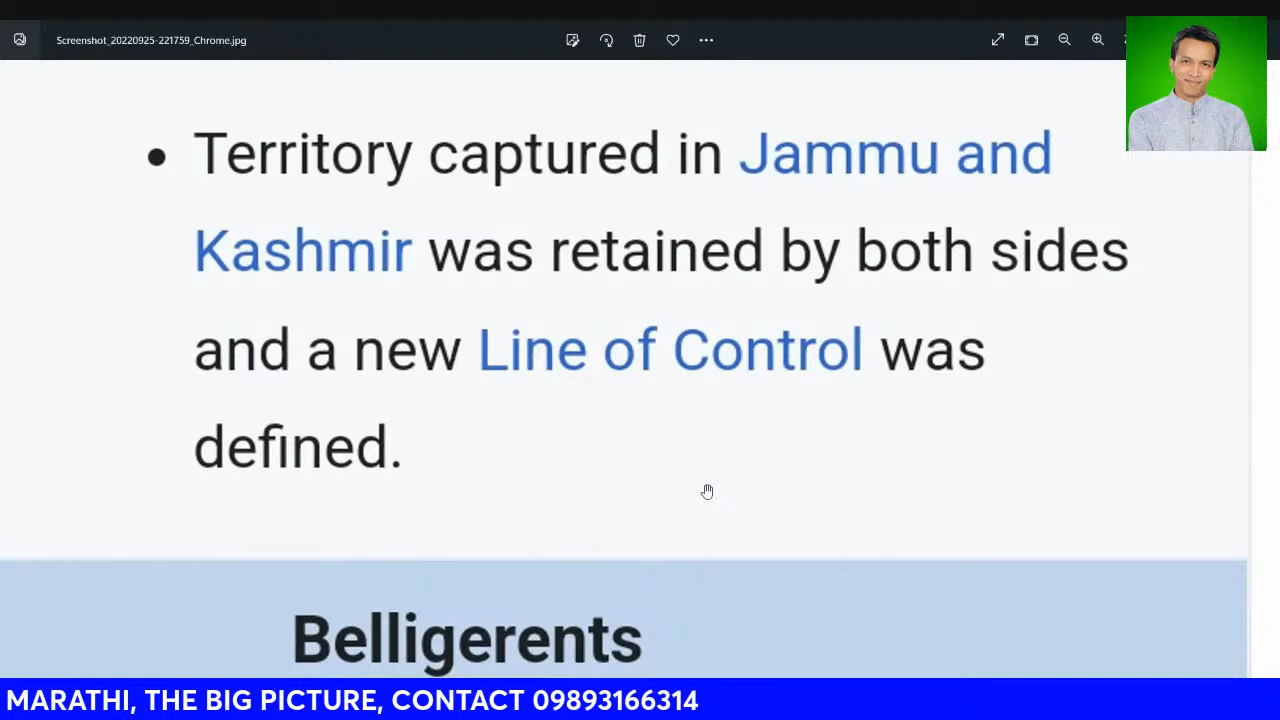 Screenshot_20220925-221759_Chrome.jpg
• Territory captured in Jammu and
Kashmir was retained by both sides
and a new Line of Control was
defined.
Belligerents
MARATHI, THE BIG PICTURE, CONTACT 09893166314